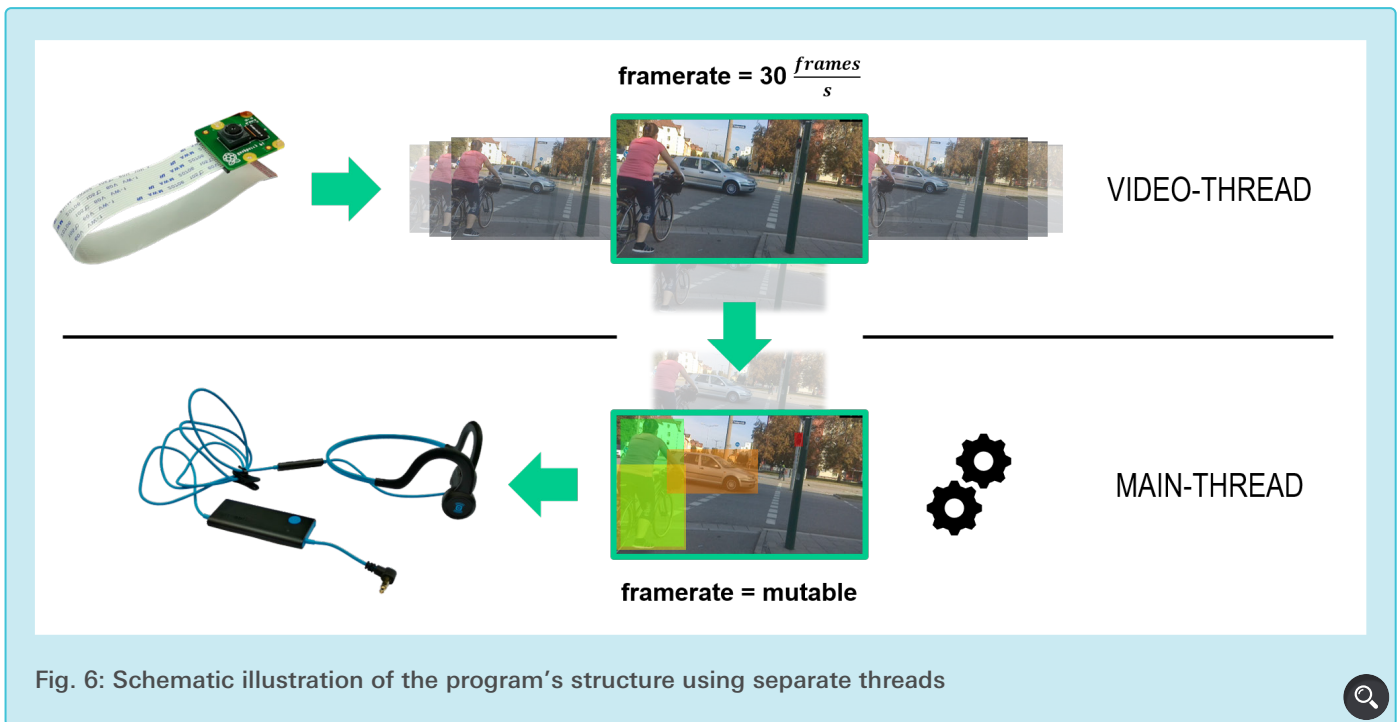 framerate = 30 frames/s
VIDEO-THREAD
MAIN-THREAD
framerate = mutable
Fig. 6: Schematic illustration of the program's structure using separate threads